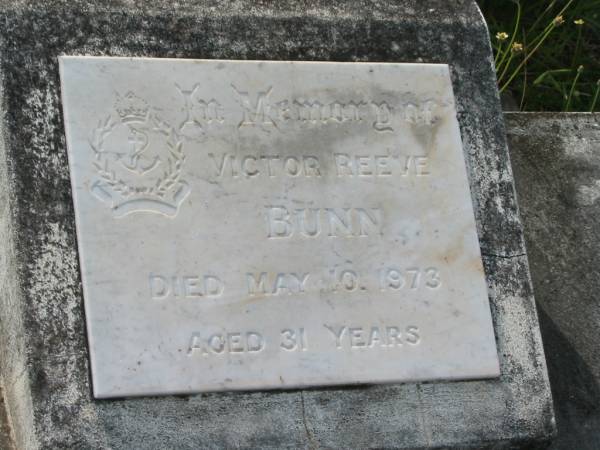 In Memory of
VICTOR REEVE
BUNN
DIED MAY 10. 1973
AGED 31 YEARS